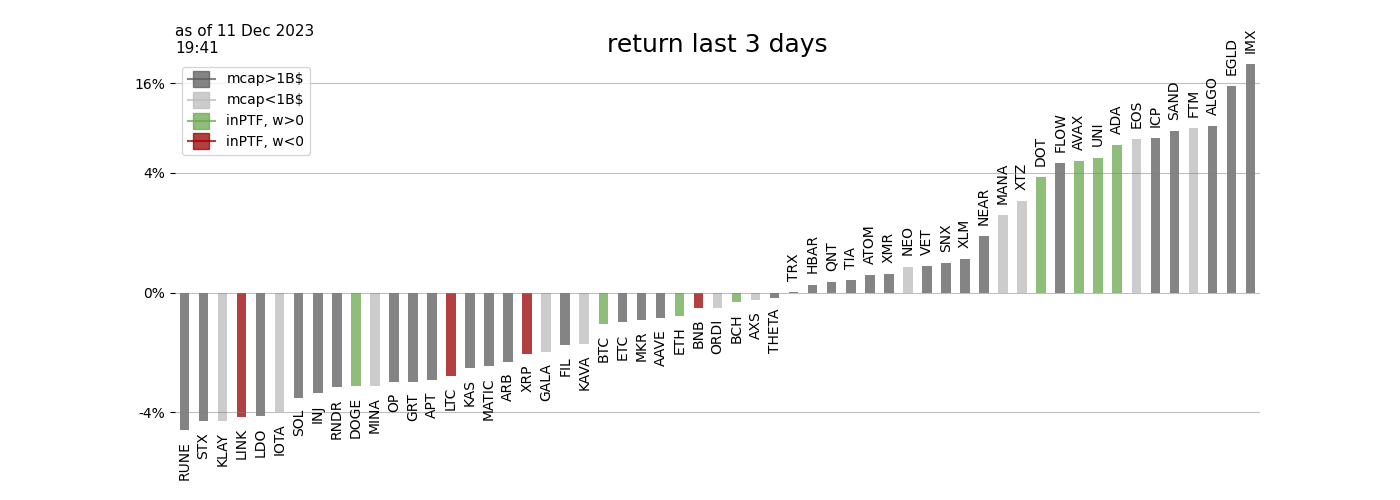 as of 11 Dec 2023
19:41
return last 3 days
mcap>1B$
mcap<1B$
inPTF, w>0
inPTF, w<0
16%
4%
0%
-4%
RUNE
STX
KLAY
LINK
LDO
IOTA
SOL
INJ
RNDR
DOGE
MINA
OP
GRT
APT
LTC
KAS
MATIC
ARB
XRP
GALA
FIL
KAVA
BTC
ETC
MKR
AAVE
ETH
BNB
ORDI
BCH
AXS
THETA
TRX
HBAR
QNT
TIA
ATOM
XMR
NEO
VET
SNX
XLM
NEAR
MANA
XTZ
DOT
FLOW
AVAX
UNI
ADA
EOS
ICP
SAND
FTM
ALGO
EGLD
IMX